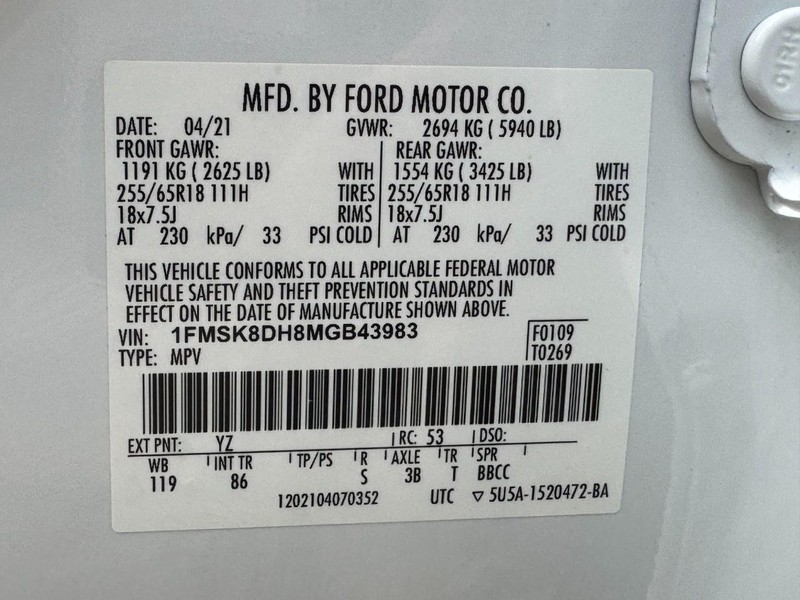 MFD. BY FORD MOTOR CO.
DATE: 04/21 GVWR: 2694 KG ( 5940 LB)
FRONT GAWR: REAR GAWR:
1191 KG ( 2625 LB) WITH 1554 KG ( 3425 LB) WITH
255/65R18 111H TIRES 255/65R18 111H TIRES
18x7.5J RIMS 18x7.5J RIMS
AT 230 kPa/ 33 PSI COLD AT 230 kPa/ 33 PSI COLD
THIS VEHICLE CONFORMS TO ALL APPLICABLE FEDERAL MOTOR
VEHICLE SAFETY AND THEFT PREVENTION STANDARDS IN
EFFECT ON THE DATE OF MANUFACTURE SHOWN ABOVE.
VIN: 1FMSK8DH8MGB43983 F0109
TYPE: MPV T0269
EXT PNT: YZ RC: 53 DSO:
WB INT TR TP/PS R AXLE TR SPR
119 86 S 3B T BBCC
1202104070352 UTC ▽ 5U5A-1520472-BA